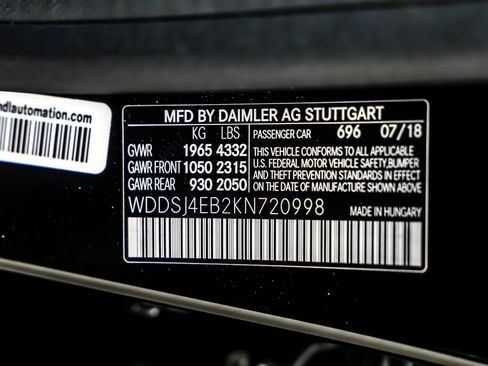 ndlautomation.com
MFD BY DAIMLER AG STUTTGART
KG LBS
GWR 1965 4332
GAWR FRONT 1050 2315
GAWR REAR 930 2050
PASSENGER CAR 696 07/18
THIS VEHICLE CONFORMS TO ALL APPLICABLE
U.S. FEDERAL MOTOR VEHICLE SAFETY,BUMPER
AND THEFT PREVENTION STANDARDS IN EFFECT
ON THE DATE OF MANUFACTURE SHOWN ABOVE.
WDDSJ4EB2KN720998
MADE IN HUNGARY